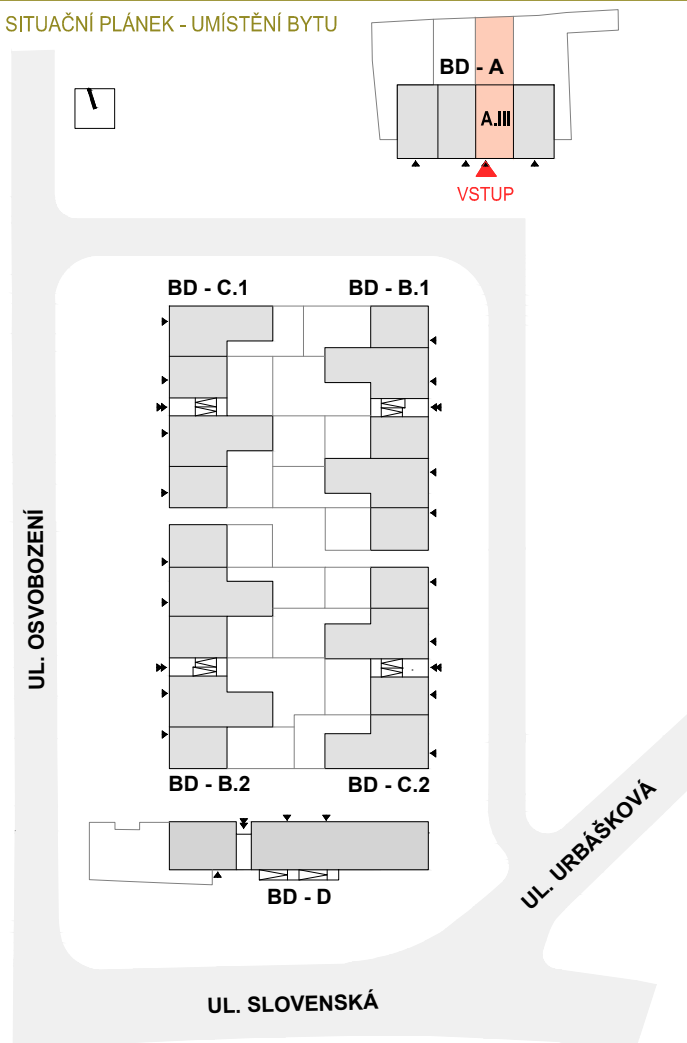 SITUAČNÍ PLÁNEK - UMÍSTĚNÍ BYTU
BD - A
A.III
VSTUP
BD - C.1
BD - B.1
UL. OSVOBOZENÍ
BD - B.2
BD - C.2
UL. URBÁŠKOVÁ
BD - D
UL. SLOVENSKÁ